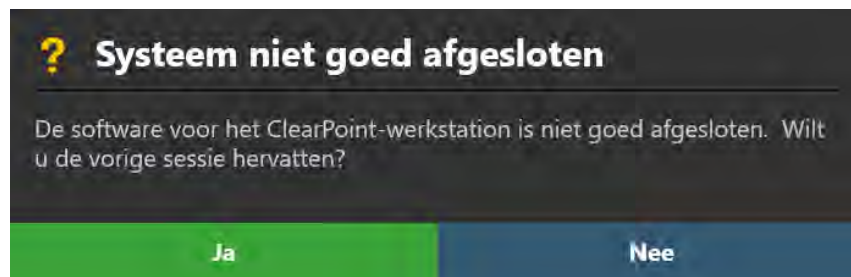 ? Systeem niet goed afgesloten
De software voor het ClearPoint-werkstation is niet goed afgesloten.  Wilt
u de vorige sessie hervatten?
Ja Nee